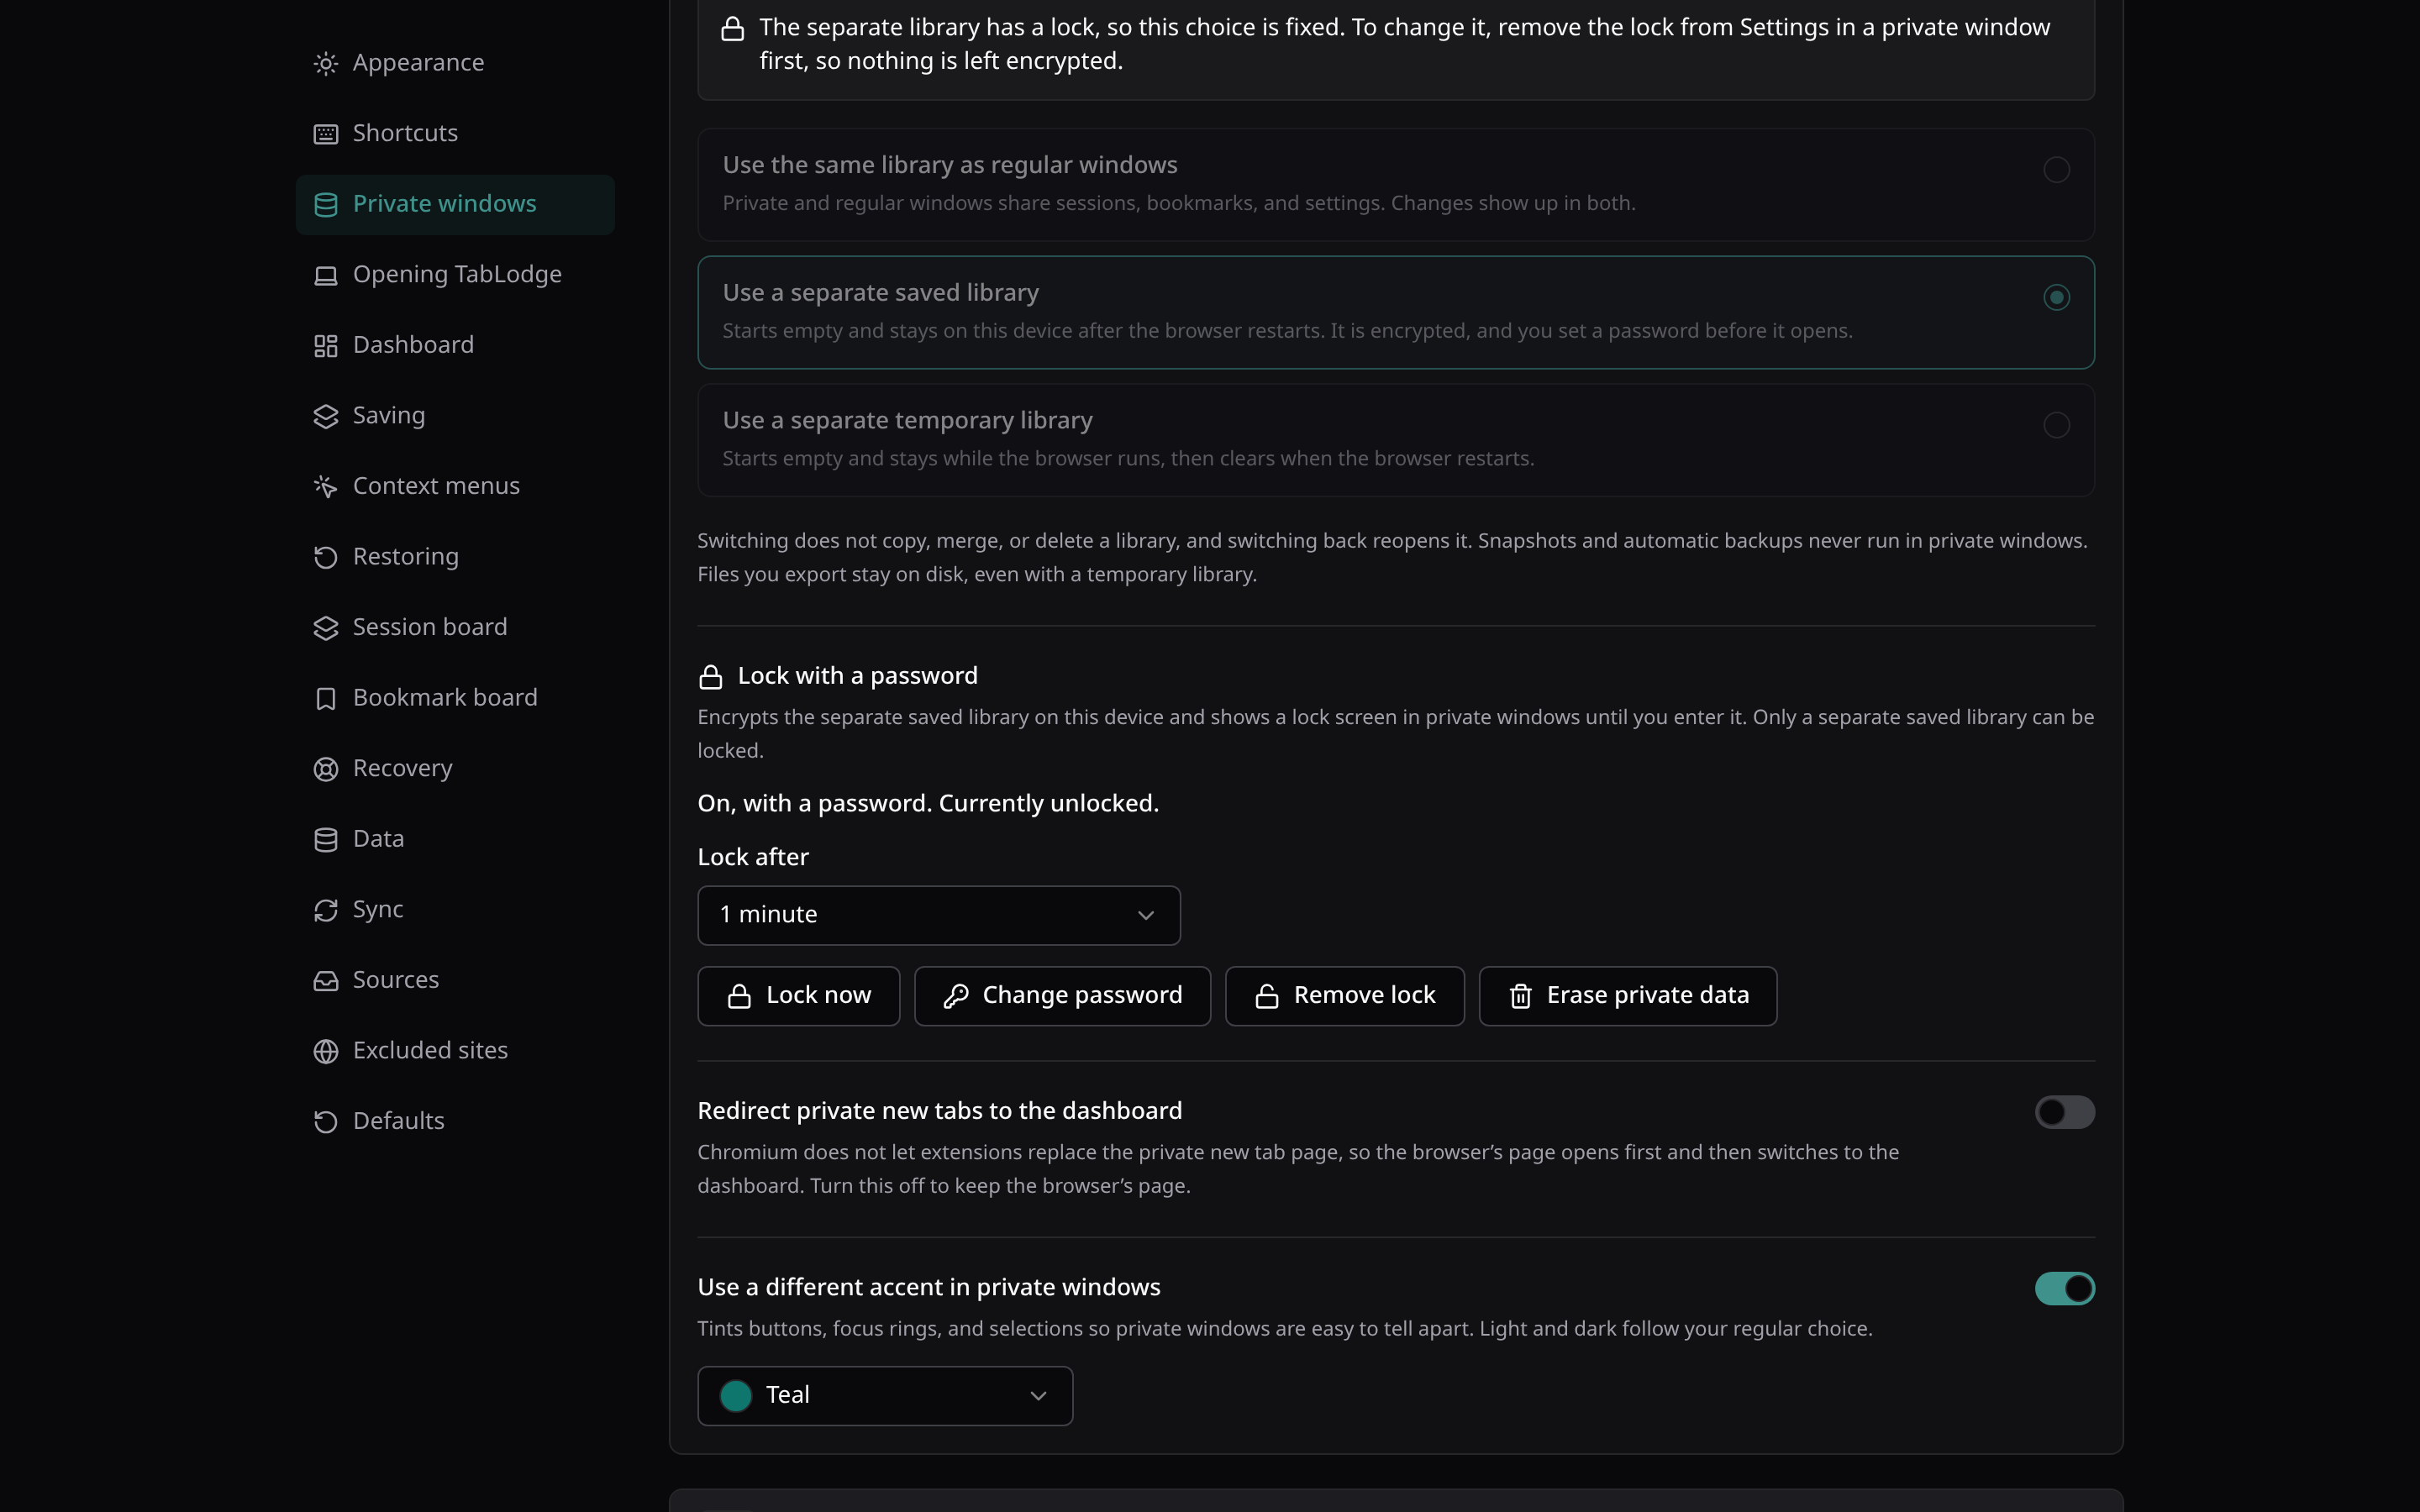 The separate library has a lock, so this choice is fixed. To change it, remove the lock from Settings in a private window
first, so nothing is left encrypted.
Appearance
Shortcuts
Private windows
Opening TabLodge
Dashboard
Saving
Context menus
Restoring
Session board
Bookmark board
Recovery
Data
Sync
Sources
Excluded sites
Defaults
Use the same library as regular windows
Private and regular windows share sessions, bookmarks, and settings. Changes show up in both.
Use a separate saved library
Starts empty and stays on this device after the browser restarts. It is encrypted, and you set a password before it opens.
Use a separate temporary library
Starts empty and stays while the browser runs, then clears when the browser restarts.
Switching does not copy, merge, or delete a library, and switching back reopens it. Snapshots and automatic backups never run in private windows.
Files you export stay on disk, even with a temporary library.
Lock with a password
Encrypts the separate saved library on this device and shows a lock screen in private windows until you enter it. Only a separate saved library can be
locked.
On, with a password. Currently unlocked.
Lock after
1 minute
Lock now
Change password
Remove lock
Erase private data
Redirect private new tabs to the dashboard
Chromium does not let extensions replace the private new tab page, so the browser’s page opens first and then switches to the
dashboard. Turn this off to keep the browser’s page.
Use a different accent in private windows
Tints buttons, focus rings, and selections so private windows are easy to tell apart. Light and dark follow your regular choice.
Teal